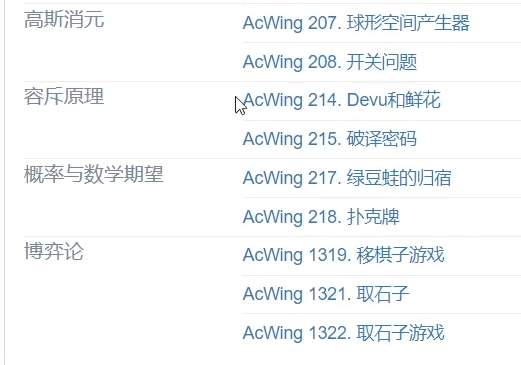 高斯消元 AcWing 207. 球形空间产生器
AcWing 208. 开关问题
容斥原理 AcWing 214. Devu和鲜花
AcWing 215. 破译密码
概率与数学期望 AcWing 217. 绿豆蛙的归宿
AcWing 218. 扑克牌
博弈论 AcWing 1319. 移棋子游戏
AcWing 1321. 取石子
AcWing 1322. 取石子游戏